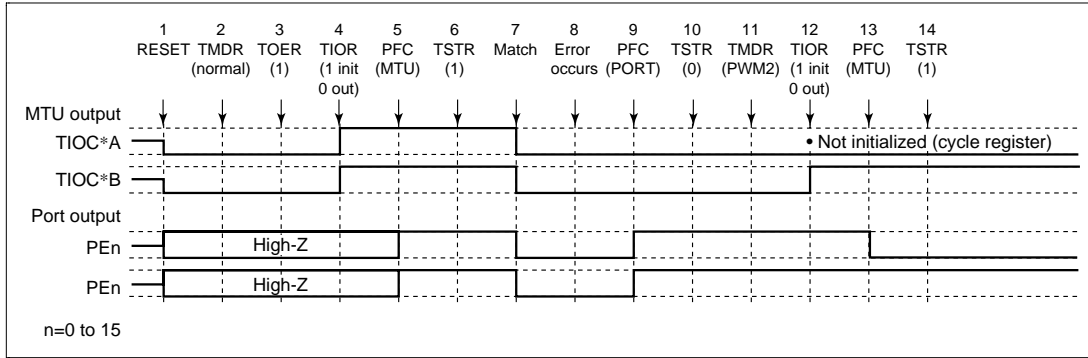 1 2 3 4 5 6 7 8 9 10 11 12 13 14
RESET TMDR TOER TIOR PFC TSTR Match Error PFC TSTR TMDR TIOR PFC TSTR
(normal) (1) (1 init (MTU) (1) occurs (PORT) (0) (PWM2) (1 init (MTU) (1)
0 out) 0 out)
MTU output
TIOC*A
• Not initialized (cycle register)
TIOC*B
Port output
PEn
High-Z
PEn
High-Z
n=0 to 15